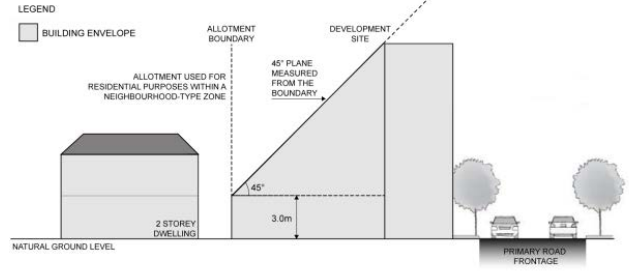 LEGEND
BUILDING ENVELOPE
ALLOTMENT
BOUNDARY
DEVELOPMENT
SITE
ALLOTMENT USED FOR
RESIDENTIAL PURPOSES WITHIN A
NEIGHBOURHOOD-TYPE ZONE
45° PLANE
MEASURED
FROM THE
BOUNDARY
45°
3.0m
2 STOREY
DWELLING
NATURAL GROUND LEVEL
PRIMARY ROAD
FRONTAGE